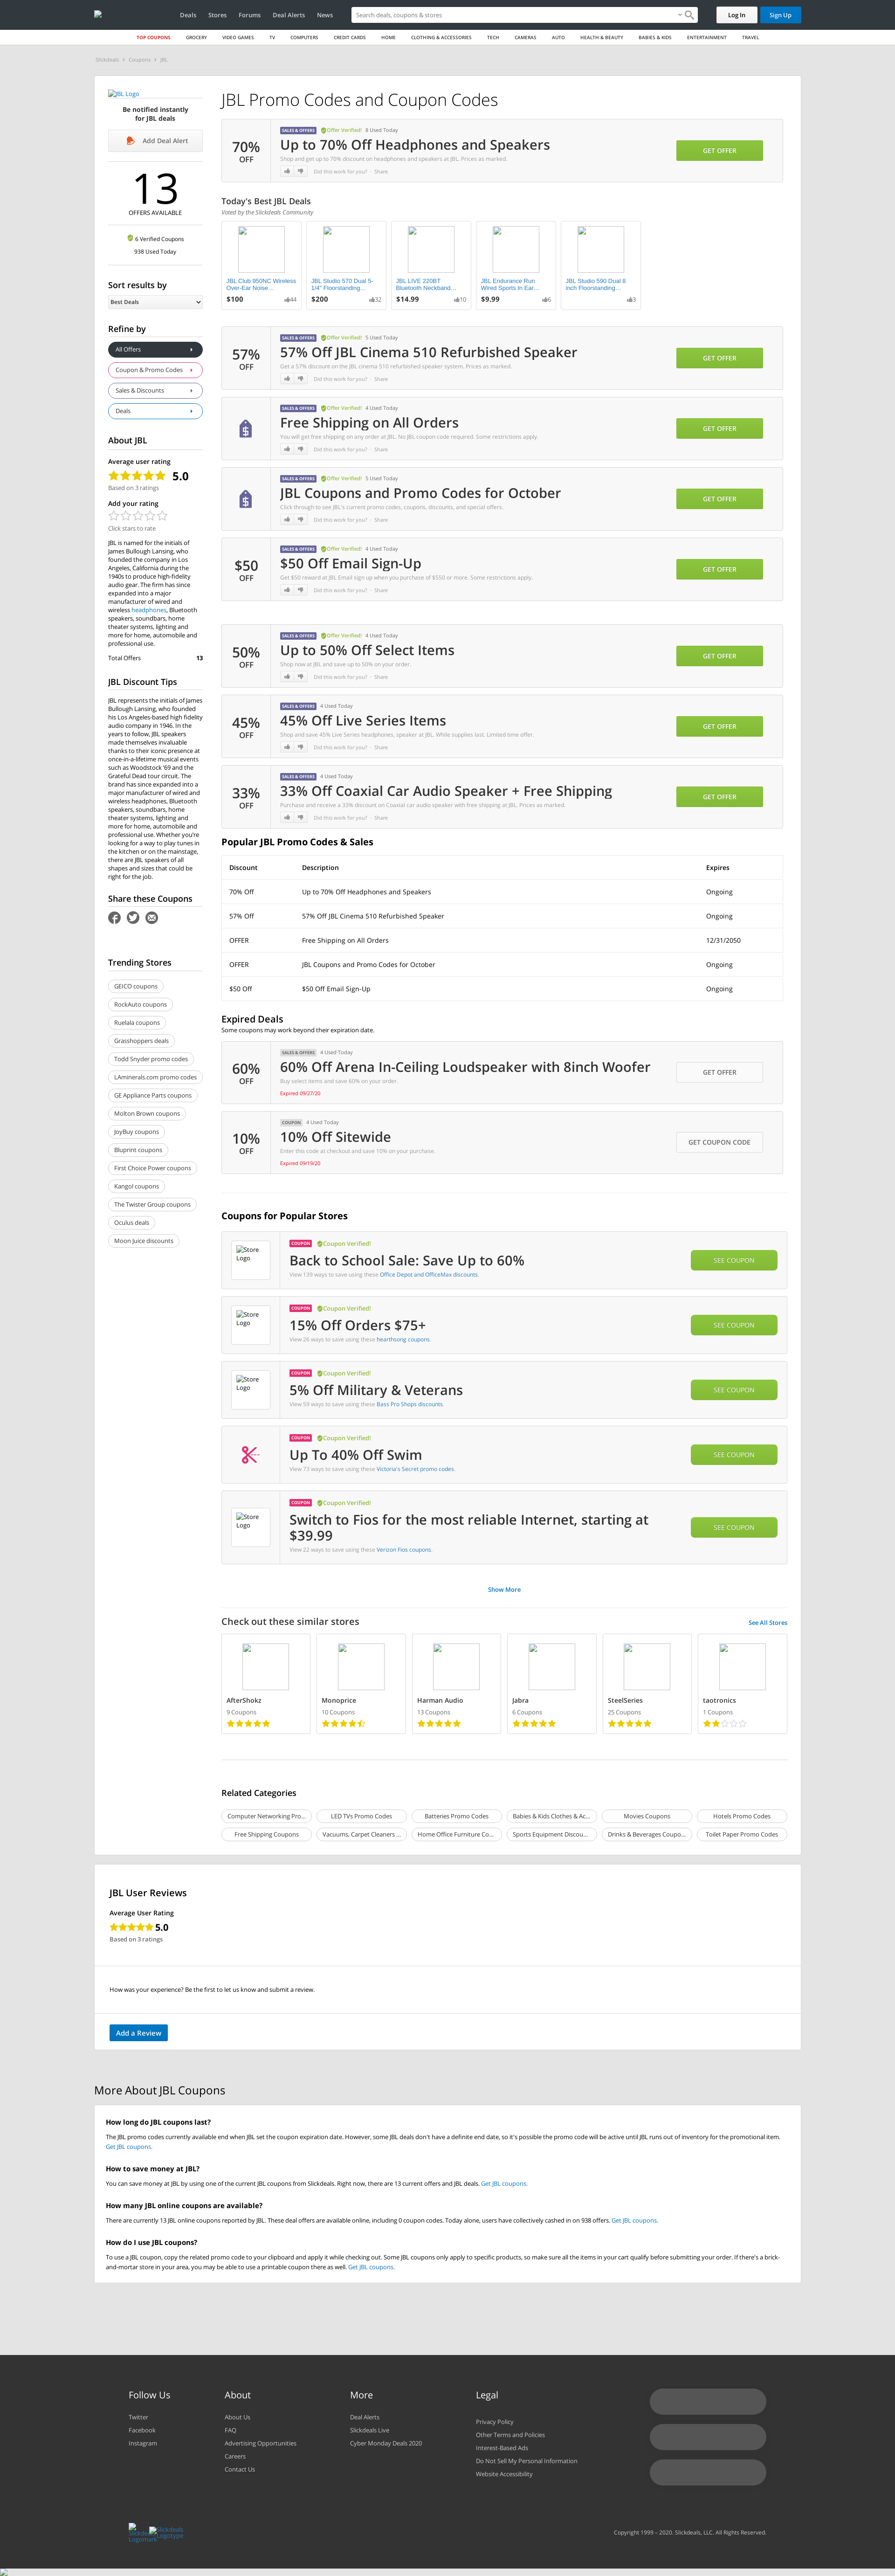 Deals Stores Forums Deal Alerts News
Search deals, coupons & stores
Log In
Sign Up
TOP COUPONS GROCERY VIDEO GAMES TV COMPUTERS CREDIT CARDS HOME CLOTHING & ACCESSORIES TECH CAMERAS AUTO HEALTH & BEAUTY BABIES & KIDS ENTERTAINMENT TRAVEL
Slickdeals Coupons JBL
JBL Logo
Be notified instantly
for JBL deals
Add Deal Alert
13
OFFERS AVAILABLE
6 Verified Coupons
938 Used Today
Sort results by
Best Deals
Refine by
All Offers
Coupon & Promo Codes
Sales & Discounts
Deals
About JBL
Average user rating
5.0
Based on 3 ratings
Add your rating
Click stars to rate
JBL is named for the initials of
James Bullough Lansing, who
founded the company in Los
Angeles, California during the
1940s to produce high-fidelity
audio gear. The firm has since
expanded into a major
manufacturer of wired and
wireless headphones, Bluetooth
speakers, soundbars, home
theater systems, lighting and
more for home, automobile and
professional use.
Total Offers 13
JBL Discount Tips
JBL represents the initials of James
Bullough Lansing, who founded
his Los Angeles-based high fidelity
audio company in 1946. In the
years to follow, JBL speakers
made themselves invaluable
thanks to their iconic presence at
once-in-a-lifetime musical events
such as Woodstock '69 and the
Grateful Dead tour circuit. The
brand has since expanded into a
major manufacturer of wired and
wireless headphones, Bluetooth
speakers, soundbars, home
theater systems, lighting and
more for home, automobile and
professional use. Whether you're
looking for a way to play tunes in
the kitchen or on the mainstage,
there are JBL speakers of all
shapes and sizes that could be
right for the job.
Share these Coupons
Trending Stores
GEICO coupons
RockAuto coupons
Ruelala coupons
Grasshoppers deals
Todd Snyder promo codes
LAminerals.com promo codes
GE Appliance Parts coupons
Molton Brown coupons
JoyBuy coupons
Bluprint coupons
First Choice Power coupons
Kangol coupons
The Twister Group coupons
Oculus deals
Moon Juice discounts
JBL Promo Codes and Coupon Codes
70%
OFF
SALES & OFFERS Offer Verified! 8 Used Today
Up to 70% Off Headphones and Speakers
Shop and get up to 70% discount on headphones and speakers at JBL. Prices as marked.
Did this work for you? · Share
GET OFFER
Today's Best JBL Deals
Voted by the Slickdeals Community
JBL Club 950NC Wireless
Over-Ear Noise...
$100 44
JBL Studio 570 Dual 5-
1/4" Floorstanding...
$200 32
JBL LIVE 220BT
Bluetooth Neckband...
$14.99 10
JBL Endurance Run
Wired Sports In Ear...
$9.99 6
JBL Studio 590 Dual 8
inch Floorstanding...
3
57%
OFF
SALES & OFFERS Offer Verified! 5 Used Today
57% Off JBL Cinema 510 Refurbished Speaker
Get a 57% discount on the JBL cinema 510 refurbished speaker system. Prices as marked.
Did this work for you? · Share
GET OFFER
SALES & OFFERS Offer Verified! 4 Used Today
Free Shipping on All Orders
You will get free shipping on any order at JBL. No JBL coupon code required. Some restrictions apply.
Did this work for you? · Share
GET OFFER
SALES & OFFERS Offer Verified! 5 Used Today
JBL Coupons and Promo Codes for October
Click through to see JBL's current promo codes, coupons, discounts, and special offers.
Did this work for you? · Share
GET OFFER
$50
OFF
SALES & OFFERS Offer Verified! 4 Used Today
$50 Off Email Sign-Up
Get $50 reward at JBL Email sign up when you purchase of $550 or more. Some restrictions apply.
Did this work for you? · Share
GET OFFER
50%
OFF
SALES & OFFERS Offer Verified! 4 Used Today
Up to 50% Off Select Items
Shop now at JBL and save up to 50% on your order.
Did this work for you? · Share
GET OFFER
45%
OFF
SALES & OFFERS 4 Used Today
45% Off Live Series Items
Shop and save 45% Live Series headphones, speaker at JBL. While supplies last. Limited time offer.
Did this work for you? · Share
GET OFFER
33%
OFF
SALES & OFFERS 4 Used Today
33% Off Coaxial Car Audio Speaker + Free Shipping
Purchase and receive a 33% discount on Coaxial car audio speaker with free shipping at JBL. Prices as marked.
Did this work for you? · Share
GET OFFER
Popular JBL Promo Codes & Sales
Discount Description Expires
70% Off Up to 70% Off Headphones and Speakers Ongoing
57% Off 57% Off JBL Cinema 510 Refurbished Speaker Ongoing
OFFER Free Shipping on All Orders 12/31/2050
OFFER JBL Coupons and Promo Codes for October Ongoing
$50 Off $50 Off Email Sign-Up Ongoing
Expired Deals
Some coupons may work beyond their expiration date.
60%
OFF
SALES & OFFERS 4 Used Today
60% Off Arena In-Ceiling Loudspeaker with 8inch Woofer
Buy select items and save 60% on your order.
Expired 09/27/20
GET OFFER
10%
OFF
COUPON 4 Used Today
10% Off Sitewide
Enter this code at checkout and save 10% on your purchase.
Expired 09/19/20
GET COUPON CODE
Coupons for Popular Stores
Store
Logo
COUPON Coupon Verified!
Back to School Sale: Save Up to 60%
View 139 ways to save using these Office Depot and OfficeMax discounts.
SEE COUPON
Store
Logo
COUPON Coupon Verified!
15% Off Orders $75+
View 26 ways to save using these hearthsong coupons.
SEE COUPON
Store
Logo
COUPON Coupon Verified!
5% Off Military & Veterans
View 59 ways to save using these Bass Pro Shops discounts.
SEE COUPON
COUPON Coupon Verified!
Up To 40% Off Swim
View 73 ways to save using these Victoria's Secret promo codes.
SEE COUPON
Store
Logo
COUPON Coupon Verified!
Switch to Fios for the most reliable Internet, starting at
$39.99
View 22 ways to save using these Verizon Fios coupons.
SEE COUPON
Show More
Check out these similar stores
See All Stores
AfterShokz
9 Coupons
Monoprice
10 Coupons
Harman Audio
13 Coupons
Jabra
6 Coupons
SteelSeries
25 Coupons
taotronics
1 Coupons
Related Categories
Computer Networking Pro... LED TVs Promo Codes Batteries Promo Codes Babies & Kids Clothes & Ac... Movies Coupons Hotels Promo Codes
Free Shipping Coupons Vacuums, Carpet Cleaners ... Home Office Furniture Co... Sports Equipment Discou... Drinks & Beverages Coupo... Toilet Paper Promo Codes
JBL User Reviews
Average User Rating
5.0
Based on 3 ratings
How was your experience? Be the first to let us know and submit a review.
Add a Review
More About JBL Coupons
How long do JBL coupons last?
The JBL promo codes currently available end when JBL set the coupon expiration date. However, some JBL deals don't have a definite end date, so it's possible the promo code will be active until JBL runs out of inventory for the promotional item.
Get JBL coupons.
How to save money at JBL?
You can save money at JBL by using one of the current JBL coupons from Slickdeals. Right now, there are 13 current offers and JBL deals. Get JBL coupons.
How many JBL online coupons are available?
There are currently 13 JBL online coupons reported by JBL. These deal offers are available online, including 0 coupon codes. Today alone, users have collectively cashed in on 938 offers. Get JBL coupons.
How do I use JBL coupons?
To use a JBL coupon, copy the related promo code to your clipboard and apply it while checking out. Some JBL coupons only apply to specific products, so make sure all the items in your cart qualify before submitting your order. If there's a brick-
and-mortar store in your area, you may be able to use a printable coupon there as well. Get JBL coupons.
Follow Us
Twitter
Facebook
Instagram
About
About Us
FAQ
Advertising Opportunities
Careers
Contact Us
More
Deal Alerts
Slickdeals Live
Cyber Monday Deals 2020
Legal
Privacy Policy
Other Terms and Policies
Interest-Based Ads
Do Not Sell My Personal Information
Website Accessibility
Slickdeals
Logomark
Slickdeals
Logotype
Copyright 1999 – 2020. Slickdeals, LLC. All Rights Reserved.